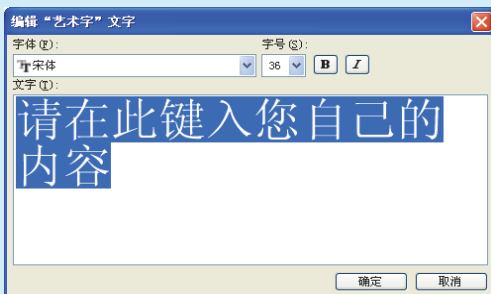 编辑“艺术字”文字
字体(F): 字号(S):
宋体 36 B I
文字(T):
请在此键入您自己的
内容
确定 取消